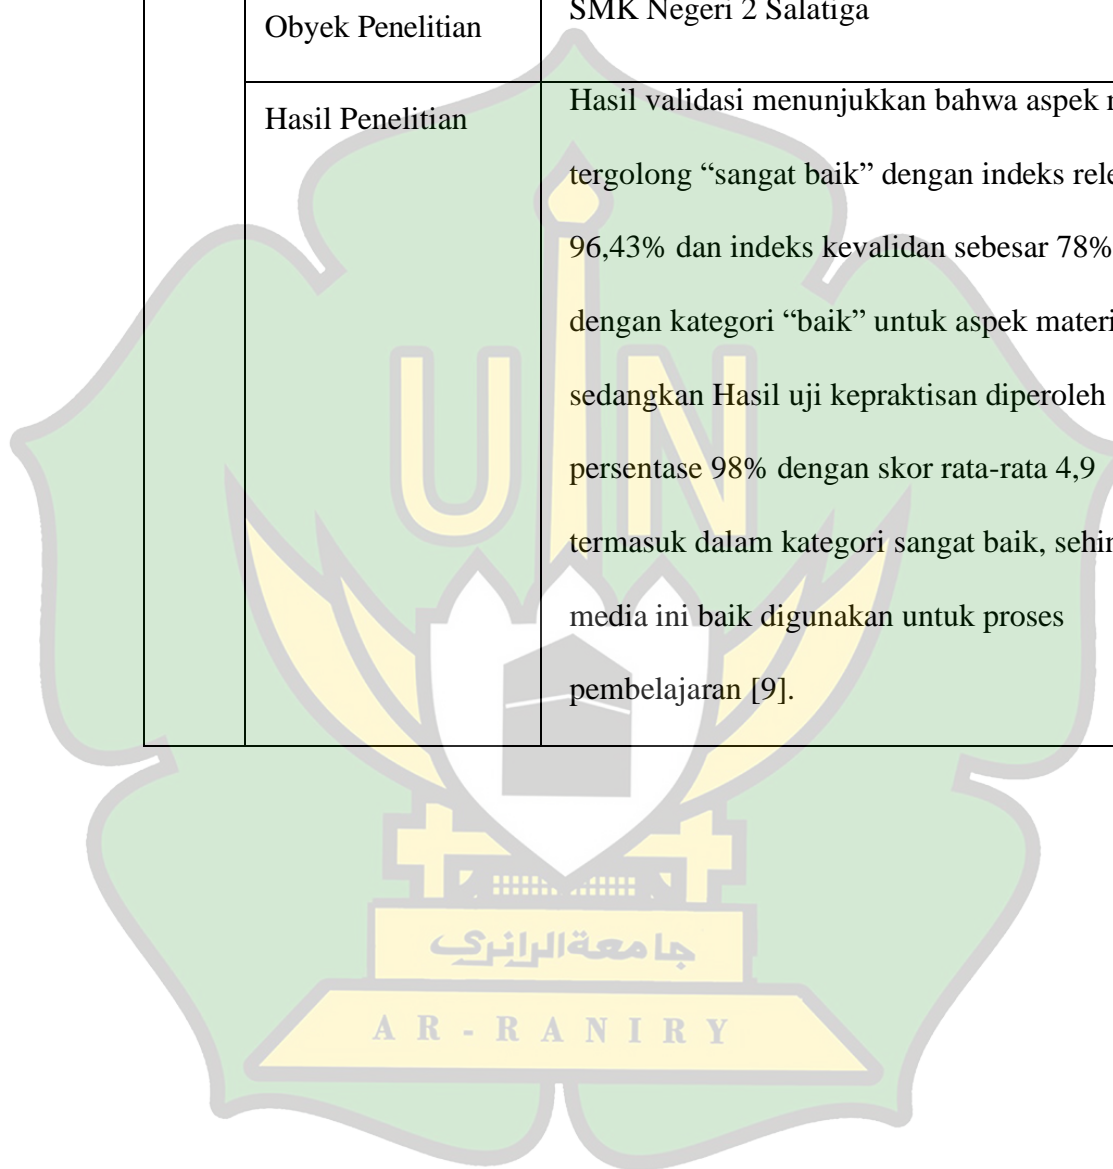 Obyek Penelitian
SMK Negeri 2 Salatiga
Hasil Penelitian
Hasil validasi menunjukkan bahwa aspek
tergolong “sangat baik” dengan indeks
96,43% dan indeks kevalidan sebesar 78%
dengan kategori “baik” untuk aspek materi
sedangkan Hasil uji kepraktisan diperoleh
persentase 98% dengan skor rata-rata 4,9
termasuk dalam kategori sangat baik,
media ini baik digunakan untuk proses
pembelajaran [9].
UIN
جامعة الرانري
AR-RANIRY